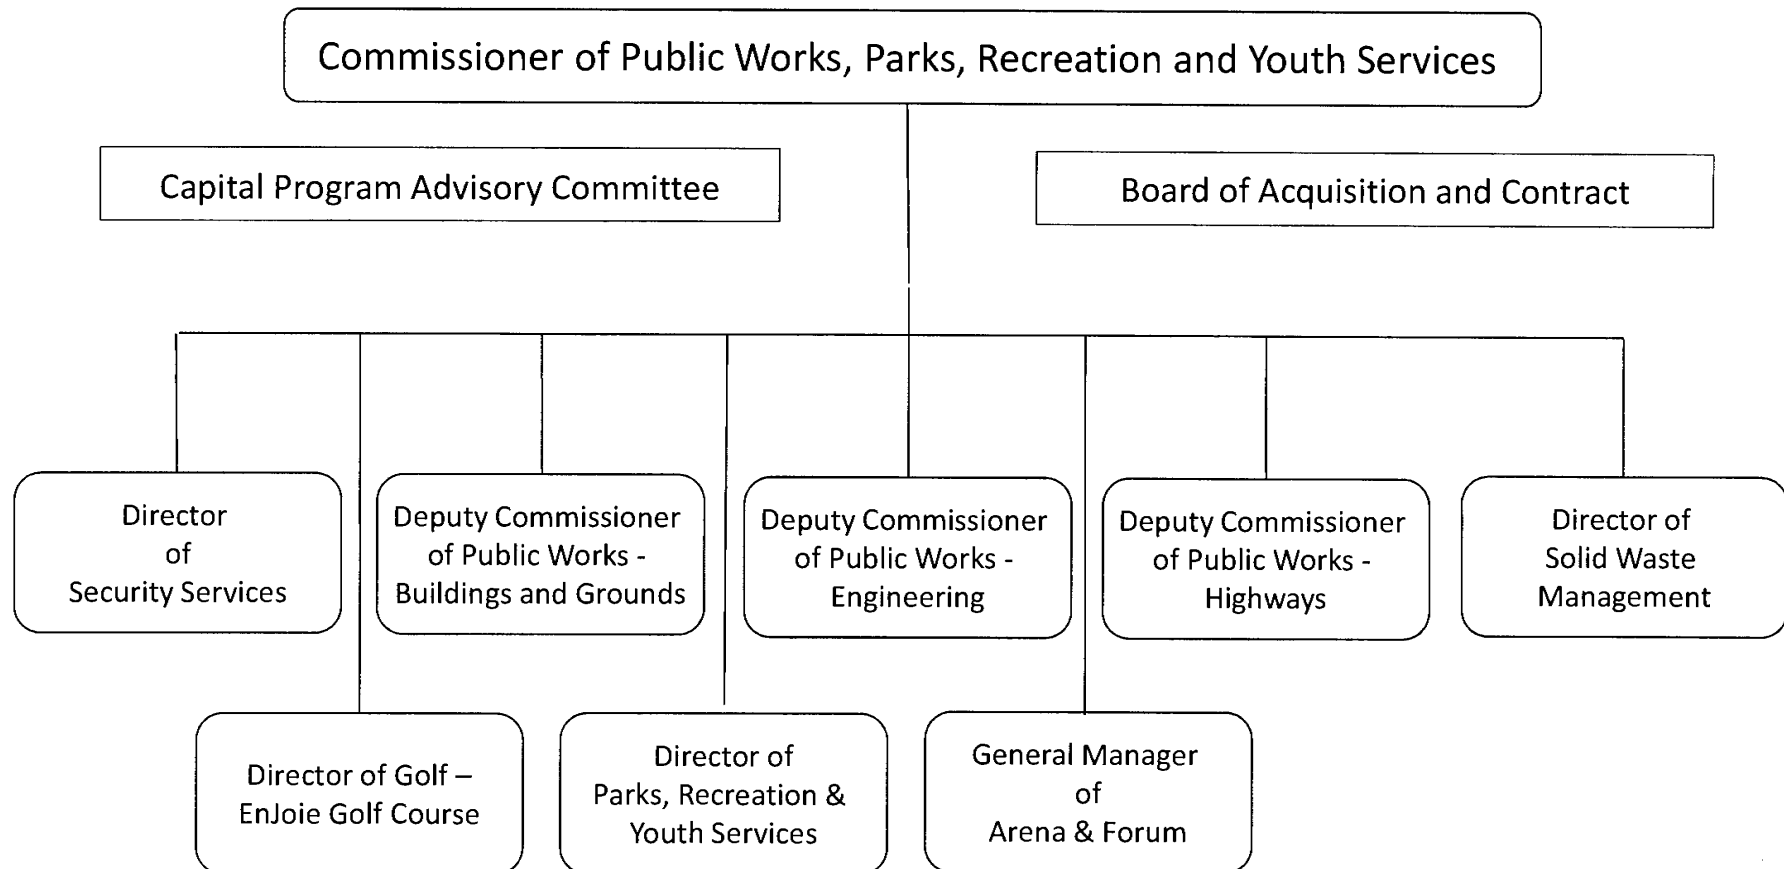 Commissioner of Public Works, Parks, Recreation and Youth Services
Capital Program Advisory Committee
Board of Acquisition and Contract
Director
of
Security Services
Deputy Commissioner
of Public Works -
Buildings and Grounds
Deputy Commissioner
of Public Works -
Engineering
Deputy Commissioner
of Public Works -
Highways
Director of
Solid Waste
Management
Director of Golf –
EnJoie Golf Course
Director of
Parks, Recreation &
Youth Services
General Manager
of
Arena & Forum